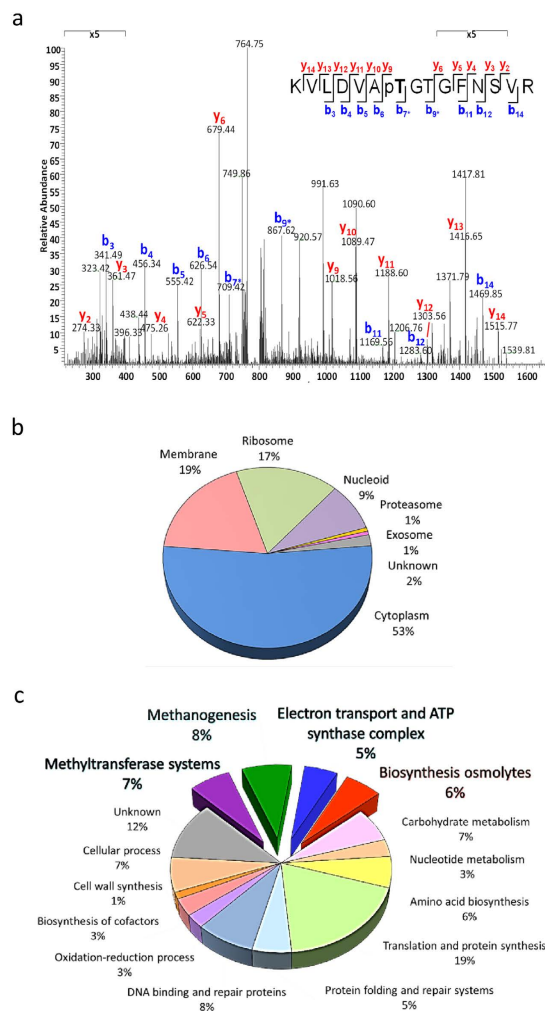 a
x5
x5
764.75
100
95
90
85
80
75
70
65
60
55
50
45
40
35
30
25
20
15
10
5
Relative Abundance
y14 y13 y12 y11 y10 y9 y6 y5 y4 y3 y2
KVLDVApTGTGFNSVR
b3 b4 b5 b6 b7* b9* b11 b12 b14
y6
679.44
749.86
b3
341.49
323.42
y3
361.47
b4
456.34
b5
555.42
b6
626.54
b7*
709.42
b9*
867.62
920.57
991.63
1090.60
y10
1089.47
y9
1018.56
y11
1188.60
y13
1417.81
1416.65
1371.79
b14
1469.85
y12
1303.56
y14
1515.77
1539.81
y2
274.33
438.44
396.33
y4
475.26
y5
622.33
b11
1169.56
1206.76
b12
1283.60
300 400 500 600 700 800 900 1000 1100 1200 1300 1400 1500 1600
b
Ribosome
17%
Membrane
19%
Nucleoid
9%
Proteasome
1%
Exosome
1%
Unknown
2%
Cytoplasm
53%
c
Methanogenesis
8%
Electron transport and ATP
synthase complex
5%
Methyltransferase systems
7%
Biosynthesis osmolytes
6%
Unknown
12%
Carbohydrate metabolism
7%
Cellular process
7%
Nucleotide metabolism
3%
Cell wall synthesis
1%
Amino acid biosynthesis
6%
Biosynthesis of cofactors
3%
Translation and protein synthesis
19%
Oxidation-reduction process
3%
DNA binding and repair proteins
8%
Protein folding and repair systems
5%